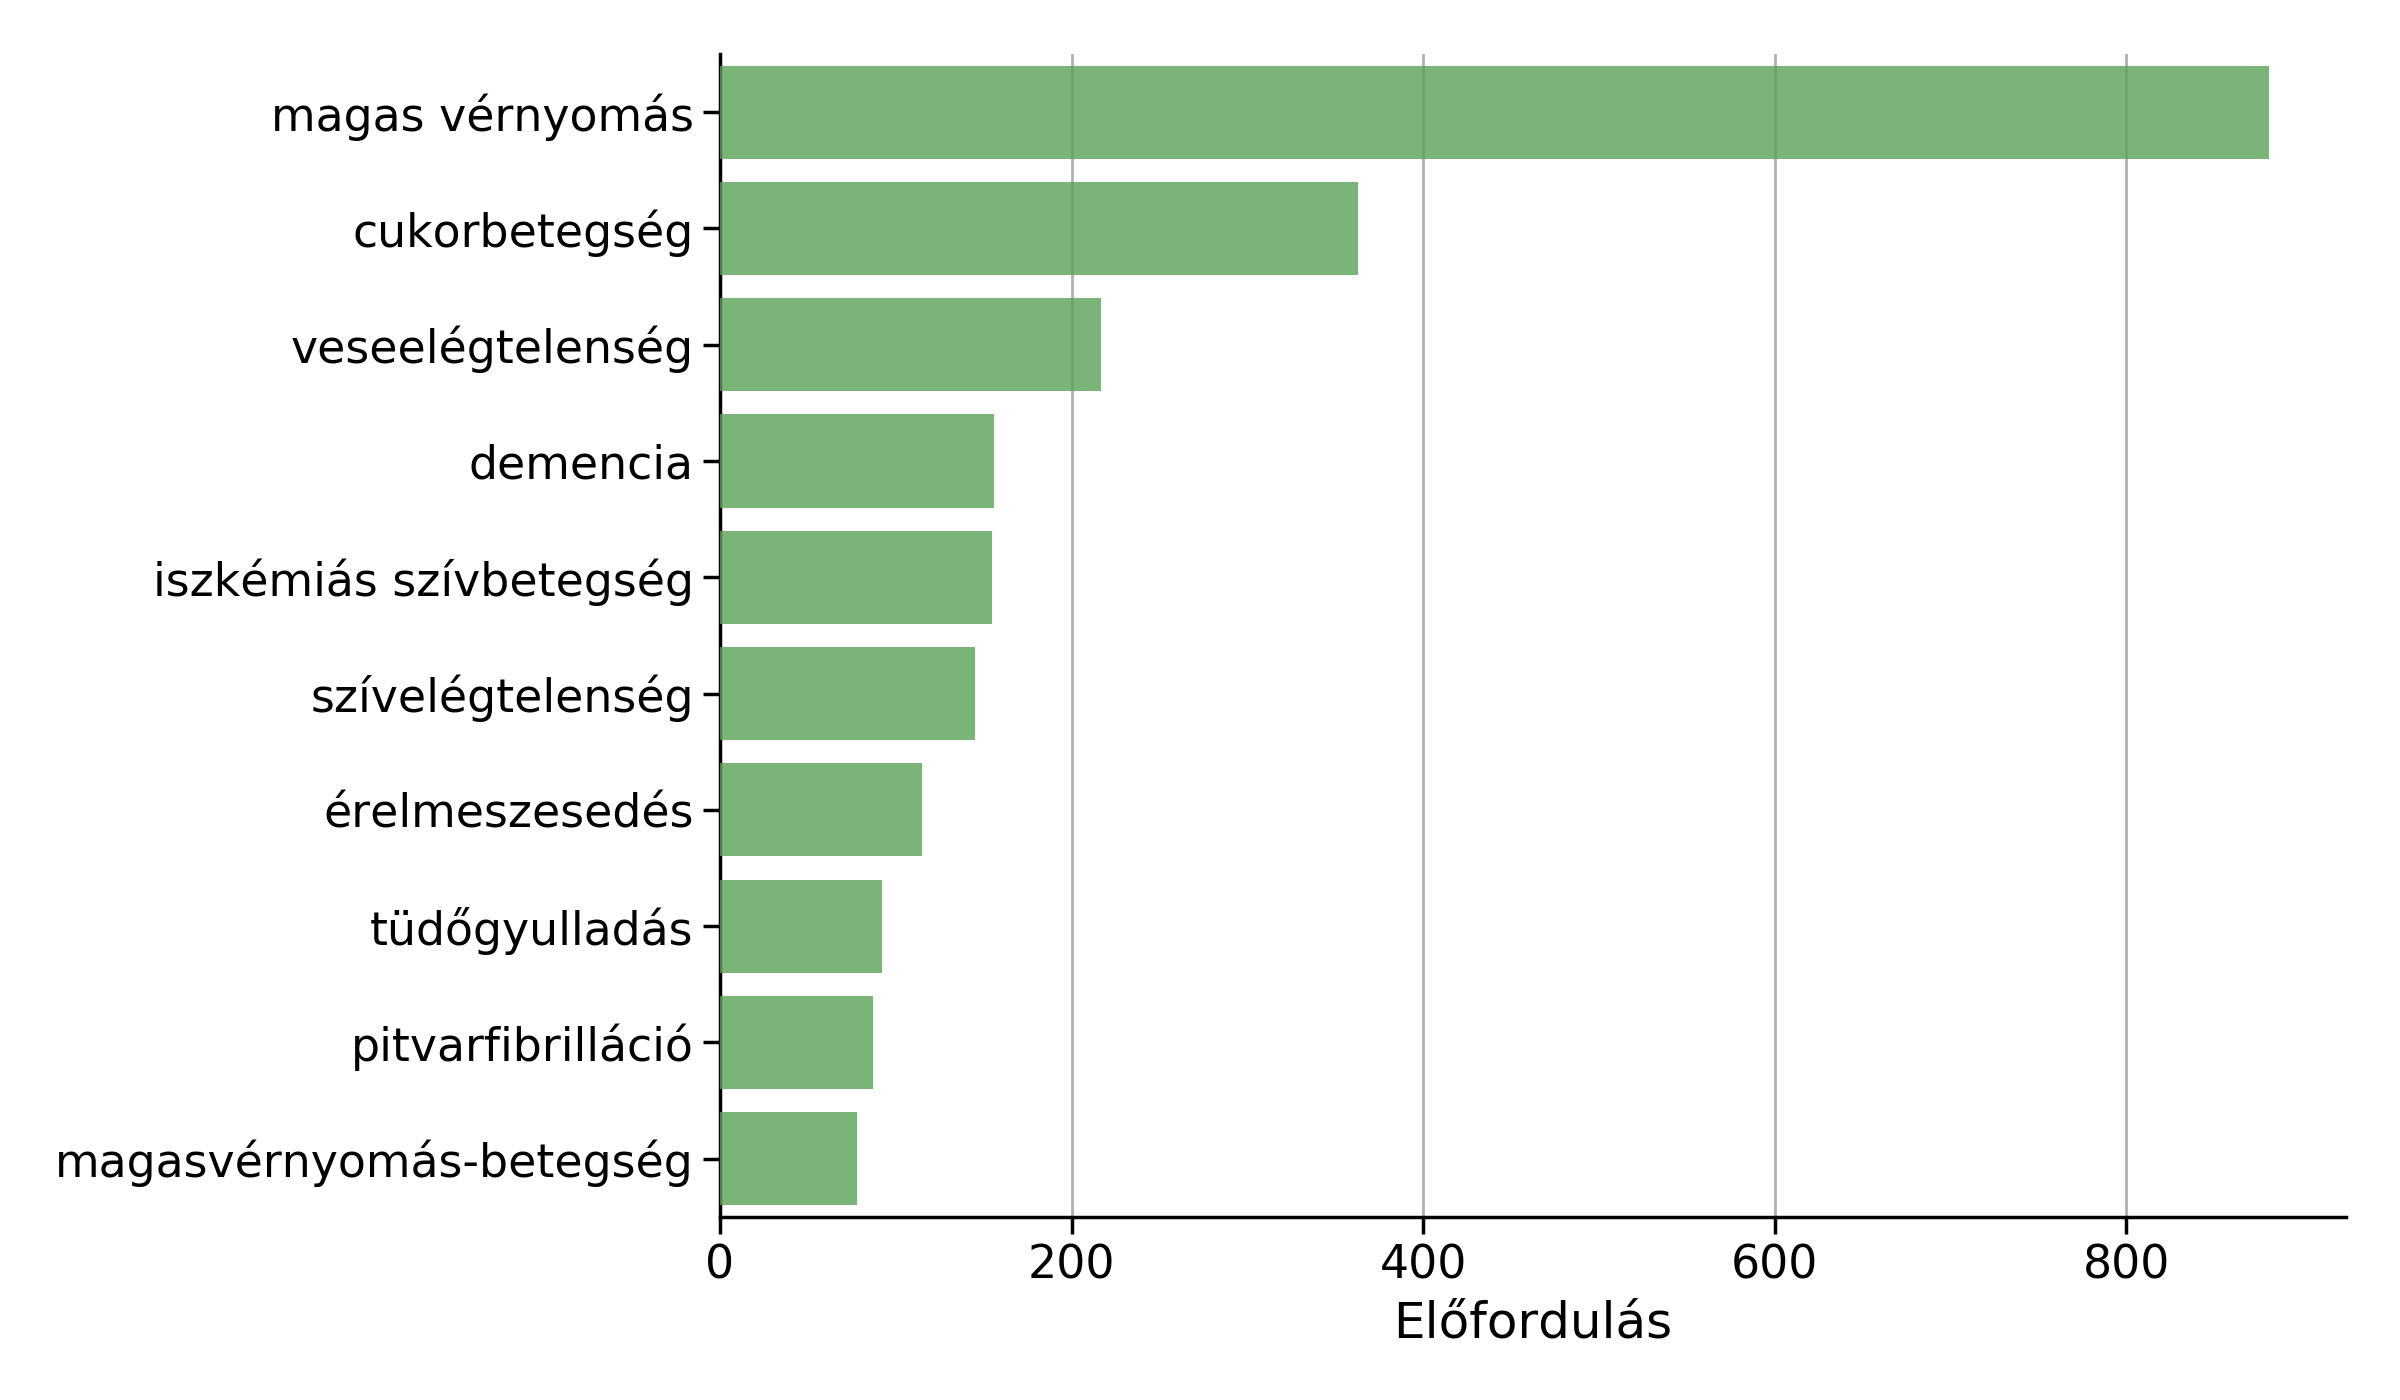 magas vérnyomás
cukorbetegség
veseelégtelenség
demencia
iszkémiás szívbetegség
szívelégtelenség
érelmeszesedés
tüdőgyulladás
pitvarfibrilláció
magasvérnyomás-betegség
0 200 400 600 800
Előfordulás